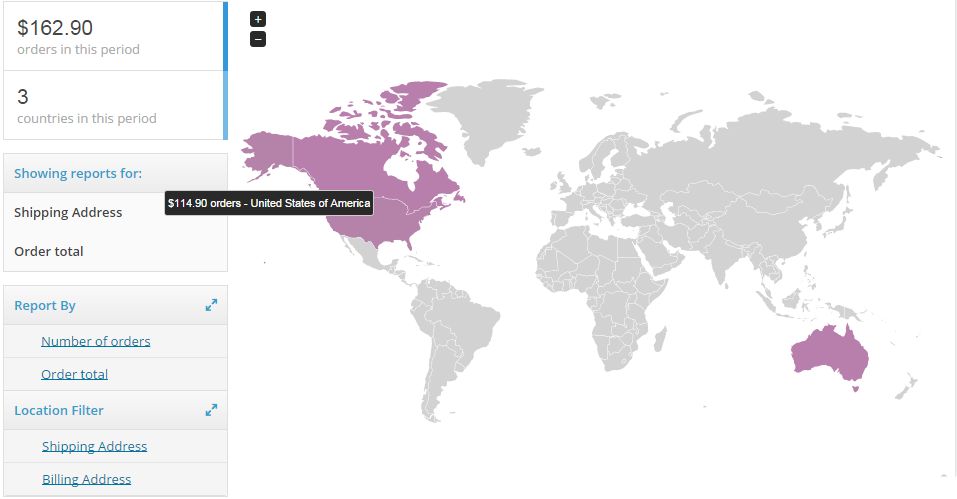 $162.90
orders in this period
3
countries in this period
+
−
Showing reports for:
Shipping Address
Order total
$114.90 orders - United States of America
Report By
Number of orders
Order total
Location Filter
Shipping Address
Billing Address